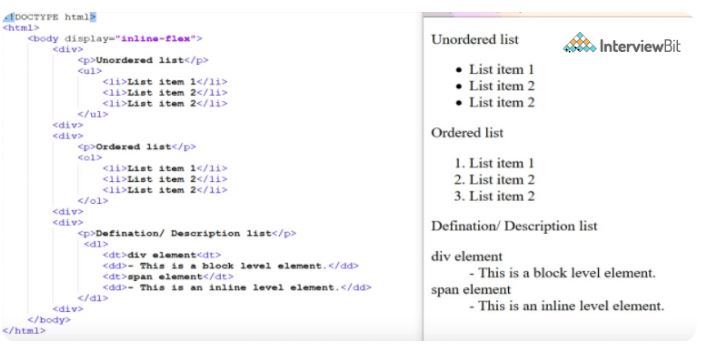 <!DOCTYPE html>
<html>
<body display="inline-flex">
<div>
<p>Unordered list</p>
<ul>
<li>List item 1</li>
<li>List item 2</li>
<li>List item 2</li>
</ul>
<div>
<div>
<p>Ordered list</p>
<ol>
<li>List item 1</li>
<li>List item 2</li>
<li>List item 2</li>
</ol>
<div>
<div>
<p>Defination/ Description list</p>
<dl>
<dt>div element<dt>
<dd>- This is a block level element.</dd>
<dt>span element</dt>
<dd>- This is an inline level element.</dd>
</dl>
<div>
</body>
</html>
InterviewBit
Unordered list
• List item 1
• List item 2
• List item 2
Ordered list
1. List item 1
2. List item 2
3. List item 2
Defination/ Description list
div element
- This is a block level element.
span element
- This is an inline level element.